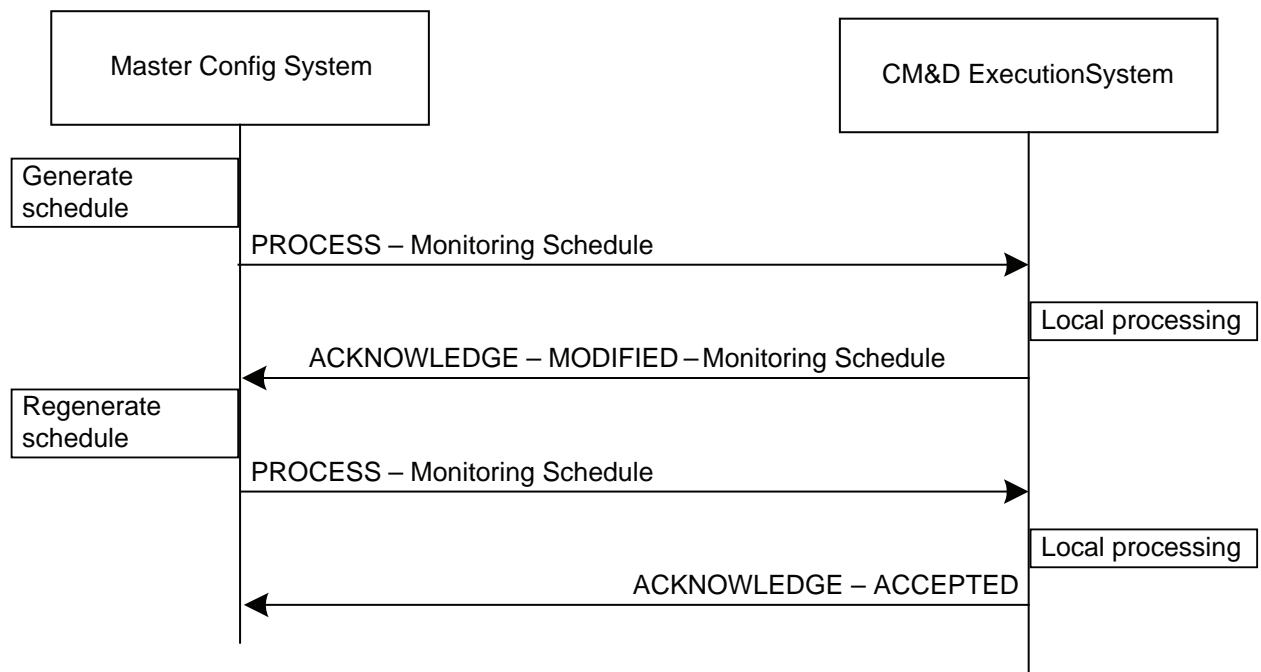 Master Config System
CM&D ExecutionSystem
Generate
schedule
PROCESS – Monitoring Schedule
Local processing
ACKNOWLEDGE – MODIFIED – Monitoring Schedule
Regenerate
schedule
PROCESS – Monitoring Schedule
Local processing
ACKNOWLEDGE – ACCEPTED